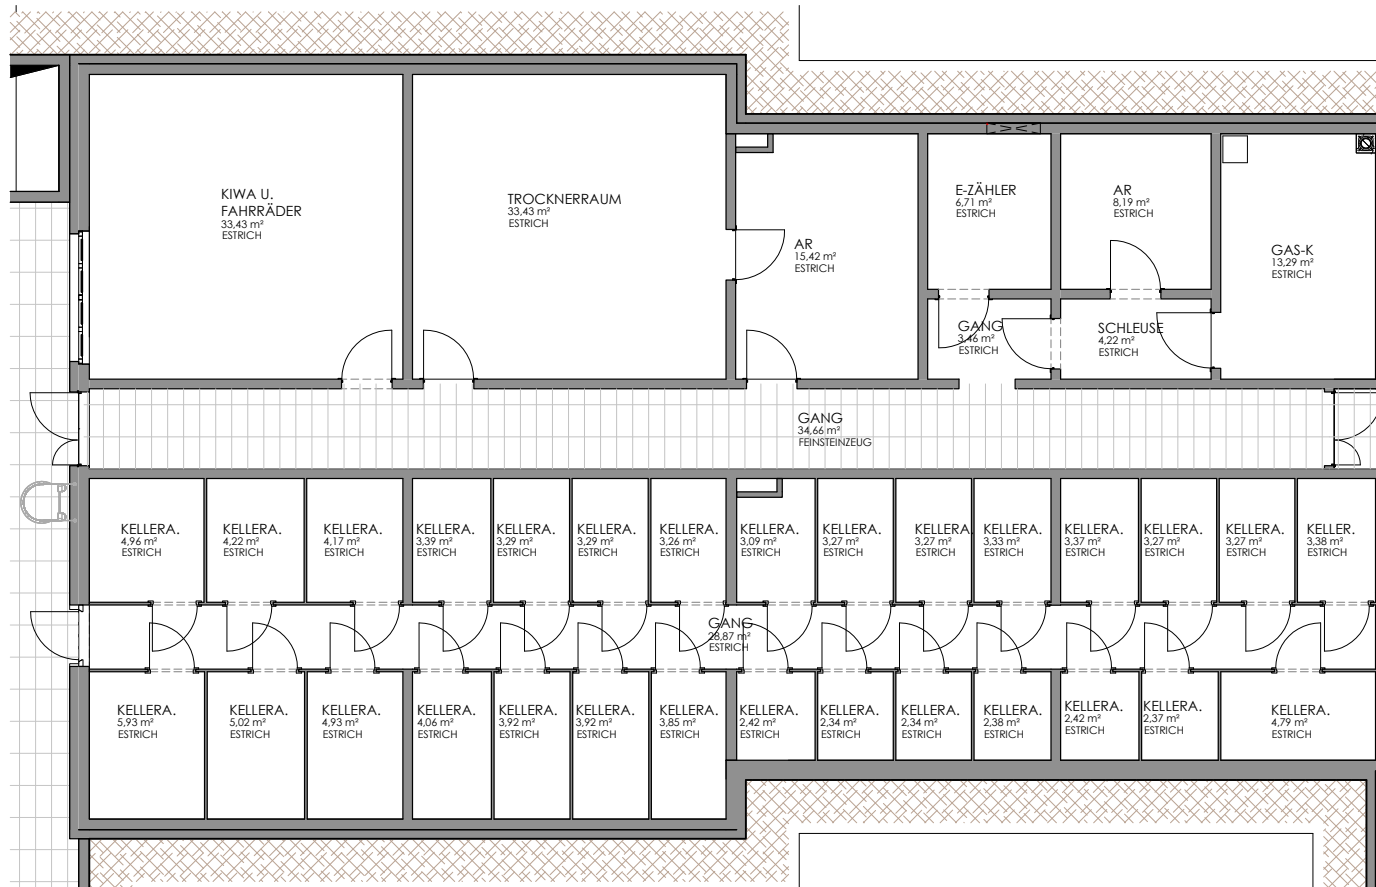 KIWA U.
FAHRRÄDER
33,43 m²
ESTRICH
TROCKNERRAUM
33,43 m²
ESTRICH
AR
15,42 m²
ESTRICH
E-ZÄHLER
6,71 m²
ESTRICH
AR
8,19 m²
ESTRICH
GAS-K
13,29 m²
ESTRICH
GANG
3,46 m²
ESTRICH
SCHLEUSE
4,22 m²
ESTRICH
GANG
34,66 m²
FEINSTEINZEUG
KELLERA.
4,96 m²
ESTRICH
KELLERA.
4,22 m²
ESTRICH
KELLERA.
4,17 m²
ESTRICH
KELLERA.
3,39 m²
ESTRICH
KELLERA.
3,29 m²
ESTRICH
KELLERA.
3,29 m²
ESTRICH
KELLERA.
3,26 m²
ESTRICH
KELLERA.
3,09 m²
ESTRICH
KELLERA.
3,27 m²
ESTRICH
KELLERA.
3,27 m²
ESTRICH
KELLERA.
3,33 m²
ESTRICH
KELLERA.
3,37 m²
ESTRICH
KELLERA.
3,27 m²
ESTRICH
KELLERA.
3,27 m²
ESTRICH
KELLER.
3,38 m²
ESTRICH
GANG
28,87 m²
ESTRICH
KELLERA.
5,93 m²
ESTRICH
KELLERA.
5,02 m²
ESTRICH
KELLERA.
4,93 m²
ESTRICH
KELLERA.
4,06 m²
ESTRICH
KELLERA.
3,92 m²
ESTRICH
KELLERA.
3,92 m²
ESTRICH
KELLERA.
3,85 m²
ESTRICH
KELLERA.
2,42 m²
ESTRICH
KELLERA.
2,34 m²
ESTRICH
KELLERA.
2,34 m²
ESTRICH
KELLERA.
2,38 m²
ESTRICH
KELLERA.
2,42 m²
ESTRICH
KELLERA.
2,37 m²
ESTRICH
KELLERA.
4,79 m²
ESTRICH